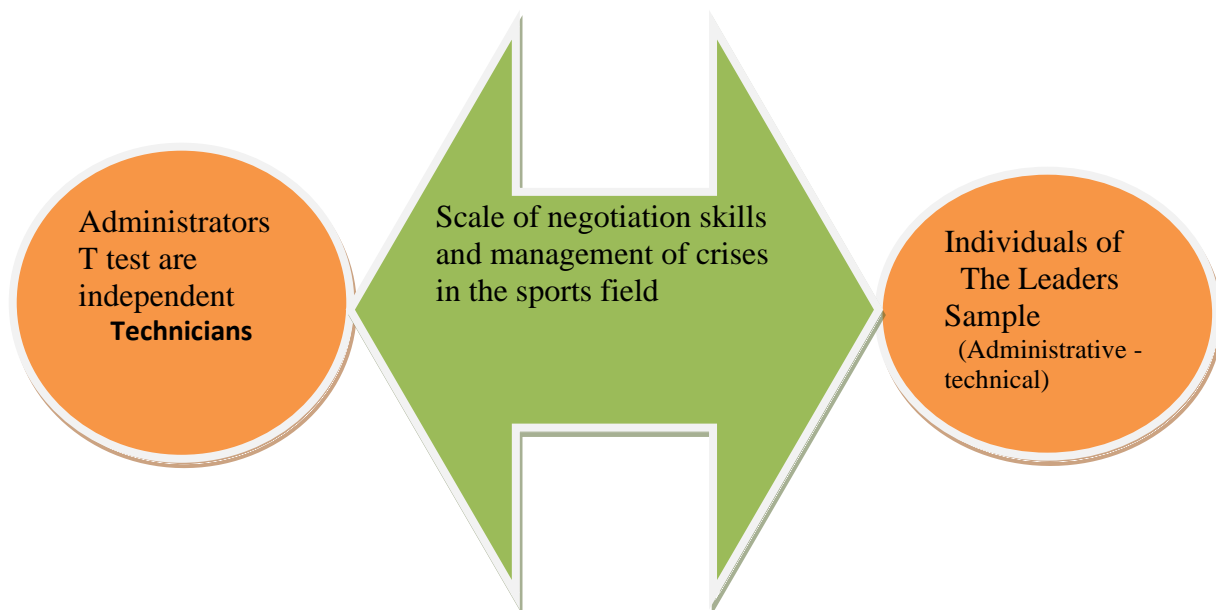 Administrators
T test are
independent
Technicians
Scale of negotiation skills
and management of crises
in the sports field
Individuals of
The Leaders
Sample
(Administrative -
technical)